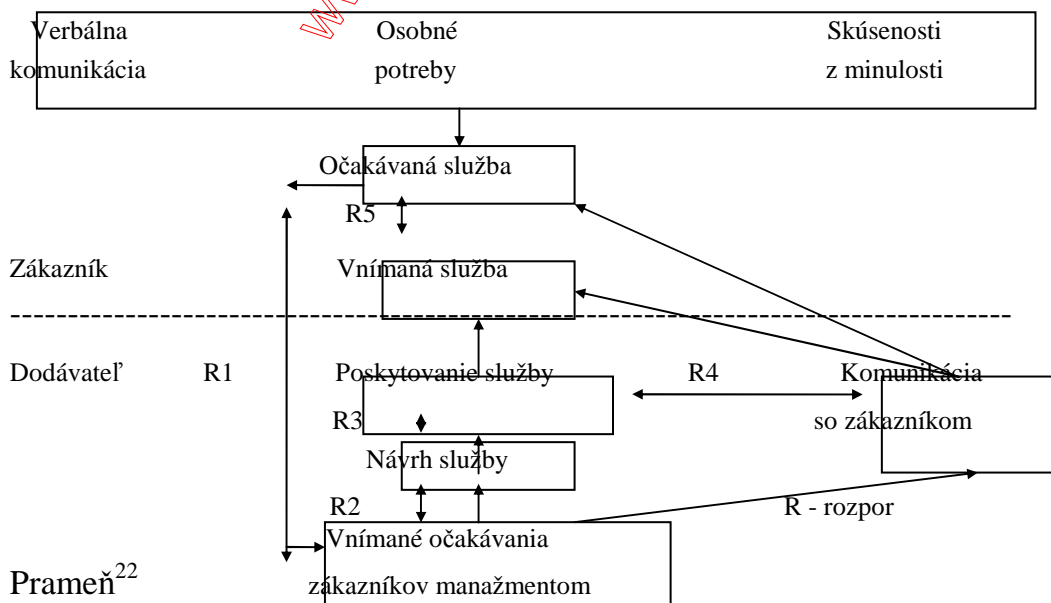 Verbálna Osobné Skúsenosti
komunikácia potreby z minulosti
Očakávaná služba
R5
Zákazník Vnímaná služba
Dodávateľ R1 Poskytovanie služby R4 Komunikácia
R3 so zákazníkom
Návrh služby
R2 R - rozpor
Vnímané očakávania
Prameň22 zákazníkov manažmentom